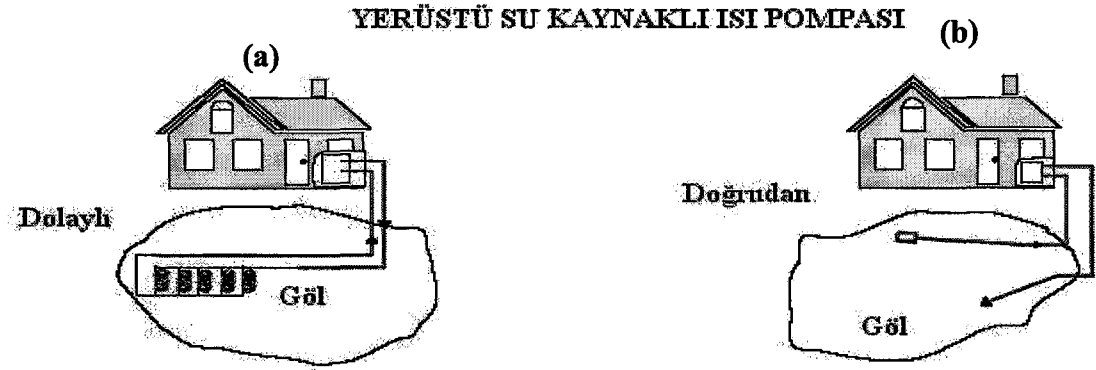 YERÜSTÜ SU KAYNAKLI ISI POMPASI
(a)
(b)
Dolaylı
Göl
Doğrudan
Göl